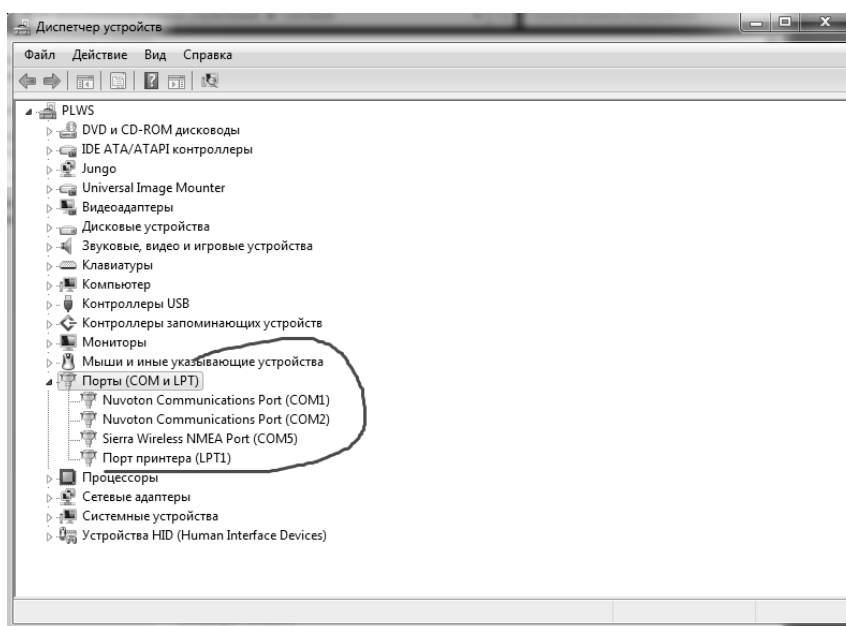 Диспетчер устройств
Файл Действие Вид Справка
PLWS
DVD и CD-ROM дисководы
IDE ATA/ATAPI контроллеры
Jungo
Universal Image Mounter
Видеоадаптеры
Дисковые устройства
Звуковые, видео и игровые устройства
Клавиатуры
Компьютер
Контроллеры USB
Контроллеры запоминающих устройств
Мониторы
Мыши и иные указывающие устройства
Порты (COM и LPT)
Nuvoton Communications Port (COM1)
Nuvoton Communications Port (COM2)
Sierra Wireless NMEA Port (COM5)
Порт принтера (LPT1)
Процессоры
Сетевые адаптеры
Системные устройства
Устройства HID (Human Interface Devices)